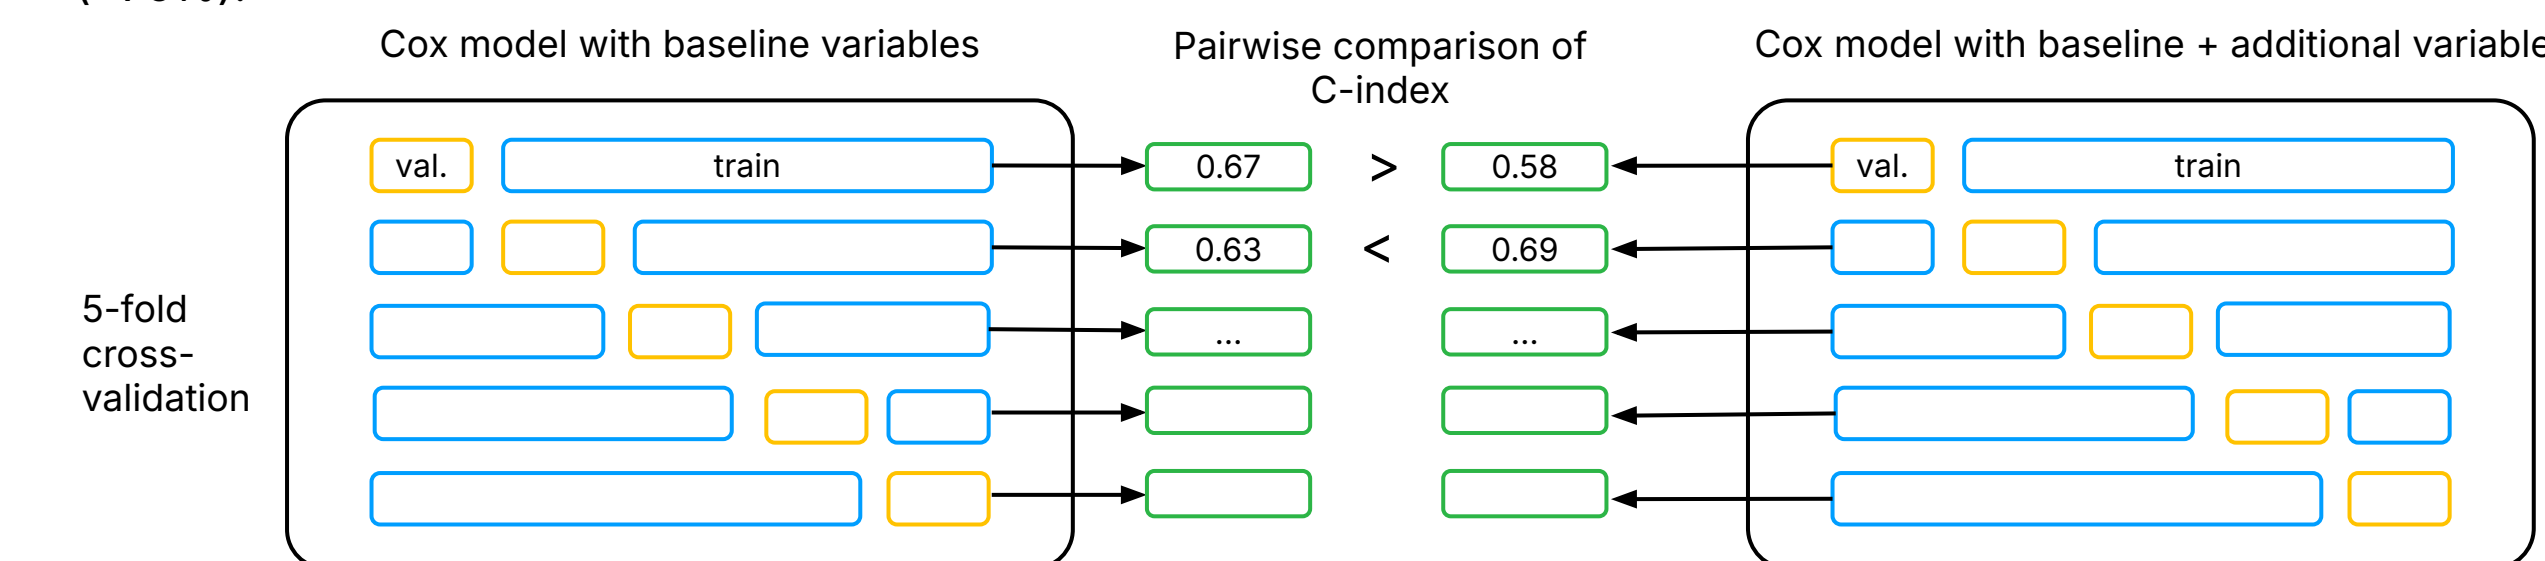 Cox model with baseline variables
Pairwise comparison of
C-index
Cox model with baseline + additional
val.
train
0.67
>
0.58
val.
train
0.63
<
0.69
5-fold
cross-
validation
...
...